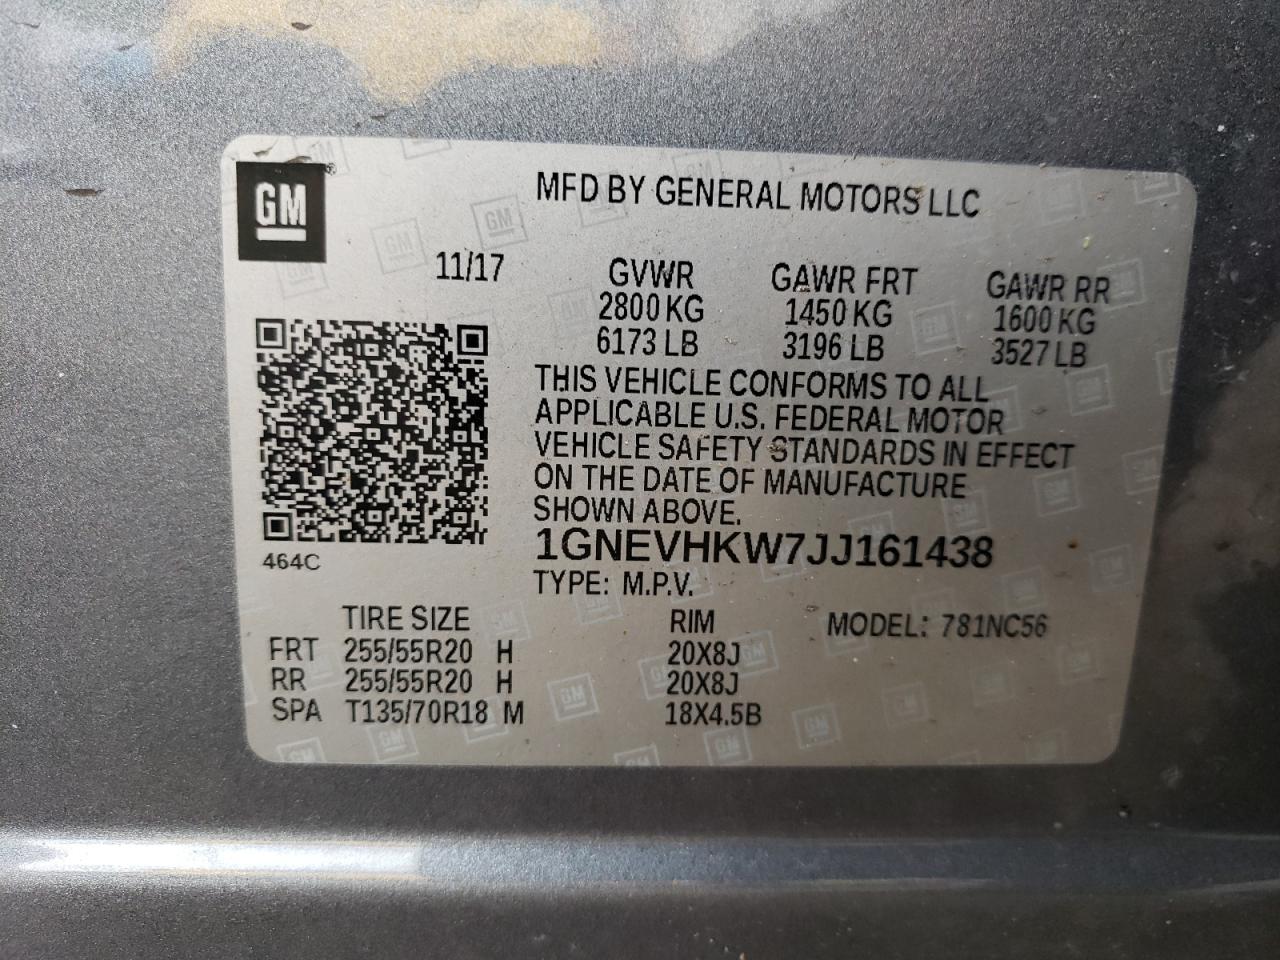 GM
MFD BY GENERAL MOTORS LLC
11/17 GVWR GAWR FRT GAWR RR
2800 KG 1450 KG 1600 KG
6173 LB 3196 LB 3527 LB
THIS VEHICLE CONFORMS TO ALL
APPLICABLE U.S. FEDERAL MOTOR
VEHICLE SAFETY STANDARDS IN EFFECT
ON THE DATE OF MANUFACTURE
SHOWN ABOVE.
1GNEVHKW7JJ161438
464C
TYPE: M.P.V.
TIRE SIZE RIM MODEL: 781NC56
FRT 255/55R20 H 20X8J
RR 255/55R20 H 20X8J
SPA T135/70R18 M 18X4.5B